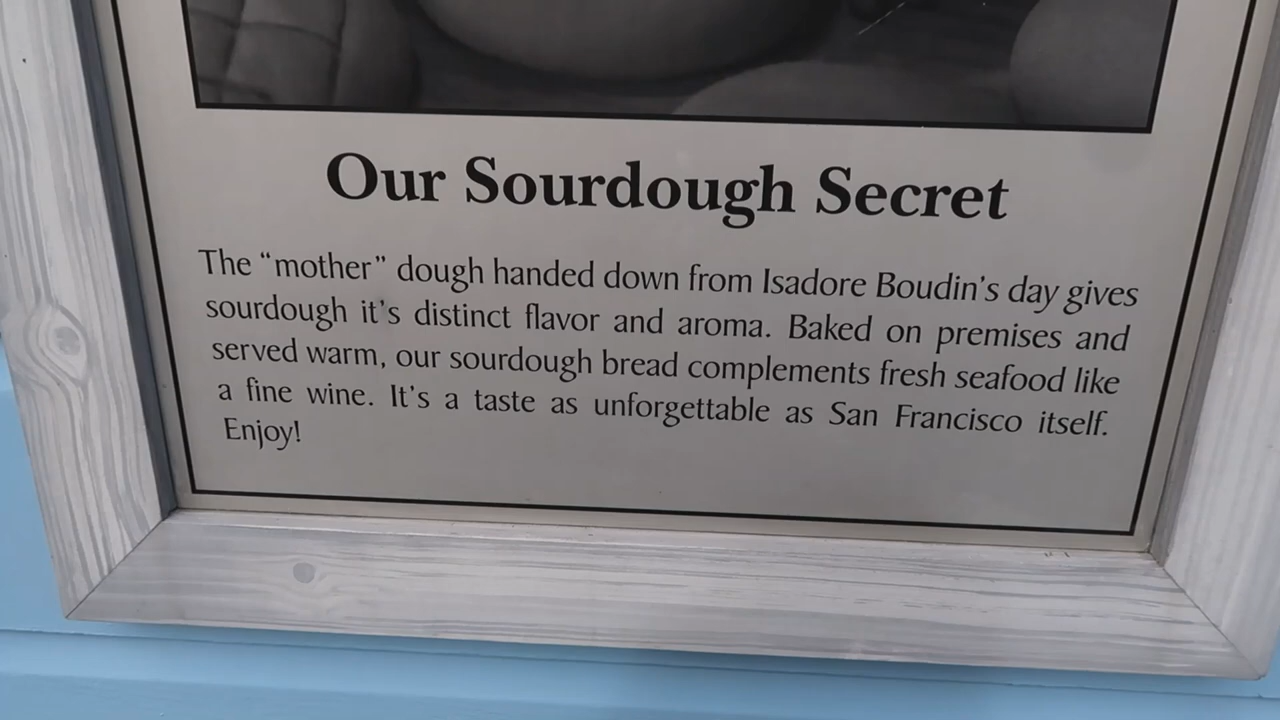 Our Sourdough Secret
The “mother” dough handed down from Isadore Boudin’s day gives
sourdough it’s distinct flavor and aroma. Baked on premises and
served warm, our sourdough bread complements fresh seafood like
a fine wine. It’s a taste as unforgettable as San Francisco itself.
Enjoy!